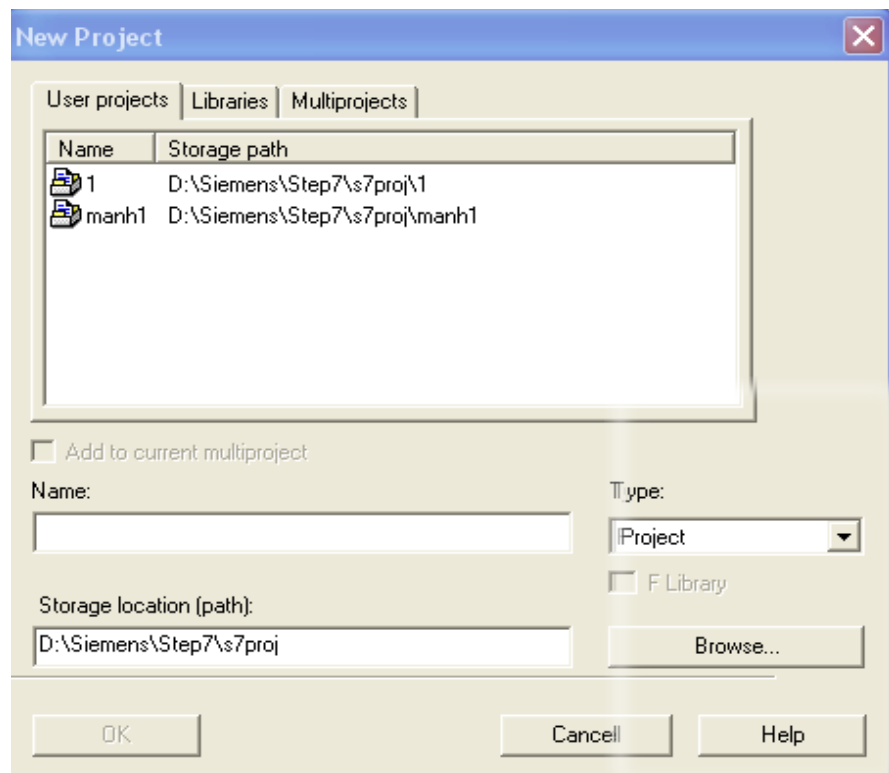 New Project
User projects Libraries Multiprojects
Name Storage path
1 D:\Siemens\Step7\s7proj\1
manh1 D:\Siemens\Step7\s7proj\manh1
Add to current multiproject
Name: Type:
Project
F Library
Storage location (path):
D:\Siemens\Step7\s7proj Browse...
OK Cancell Help